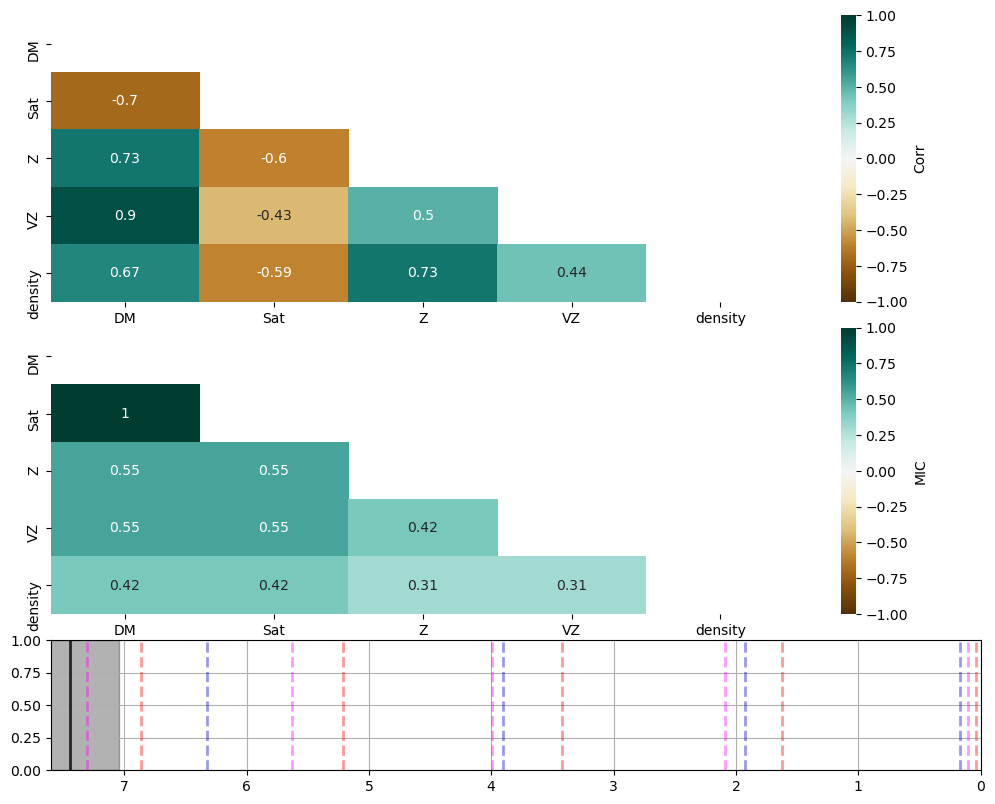 DM
Sat
-0.7
Z
0.73
-0.6
VZ
0.9
-0.43
0.5
density
0.67
-0.59
0.73
0.44
DM
Sat
Z
VZ
density
1.00
0.75
0.50
0.25
0.00
−0.25
−0.50
−0.75
−1.00
Corr
DM
Sat
1
Z
0.55
0.55
VZ
0.55
0.55
0.42
density
0.42
0.42
0.31
0.31
DM
Sat
Z
VZ
density
1.00
0.75
0.50
0.25
0.00
−0.25
−0.50
−0.75
−1.00
MIC
1.00
0.75
0.50
0.25
0.00
7
6
5
4
3
2
1
0